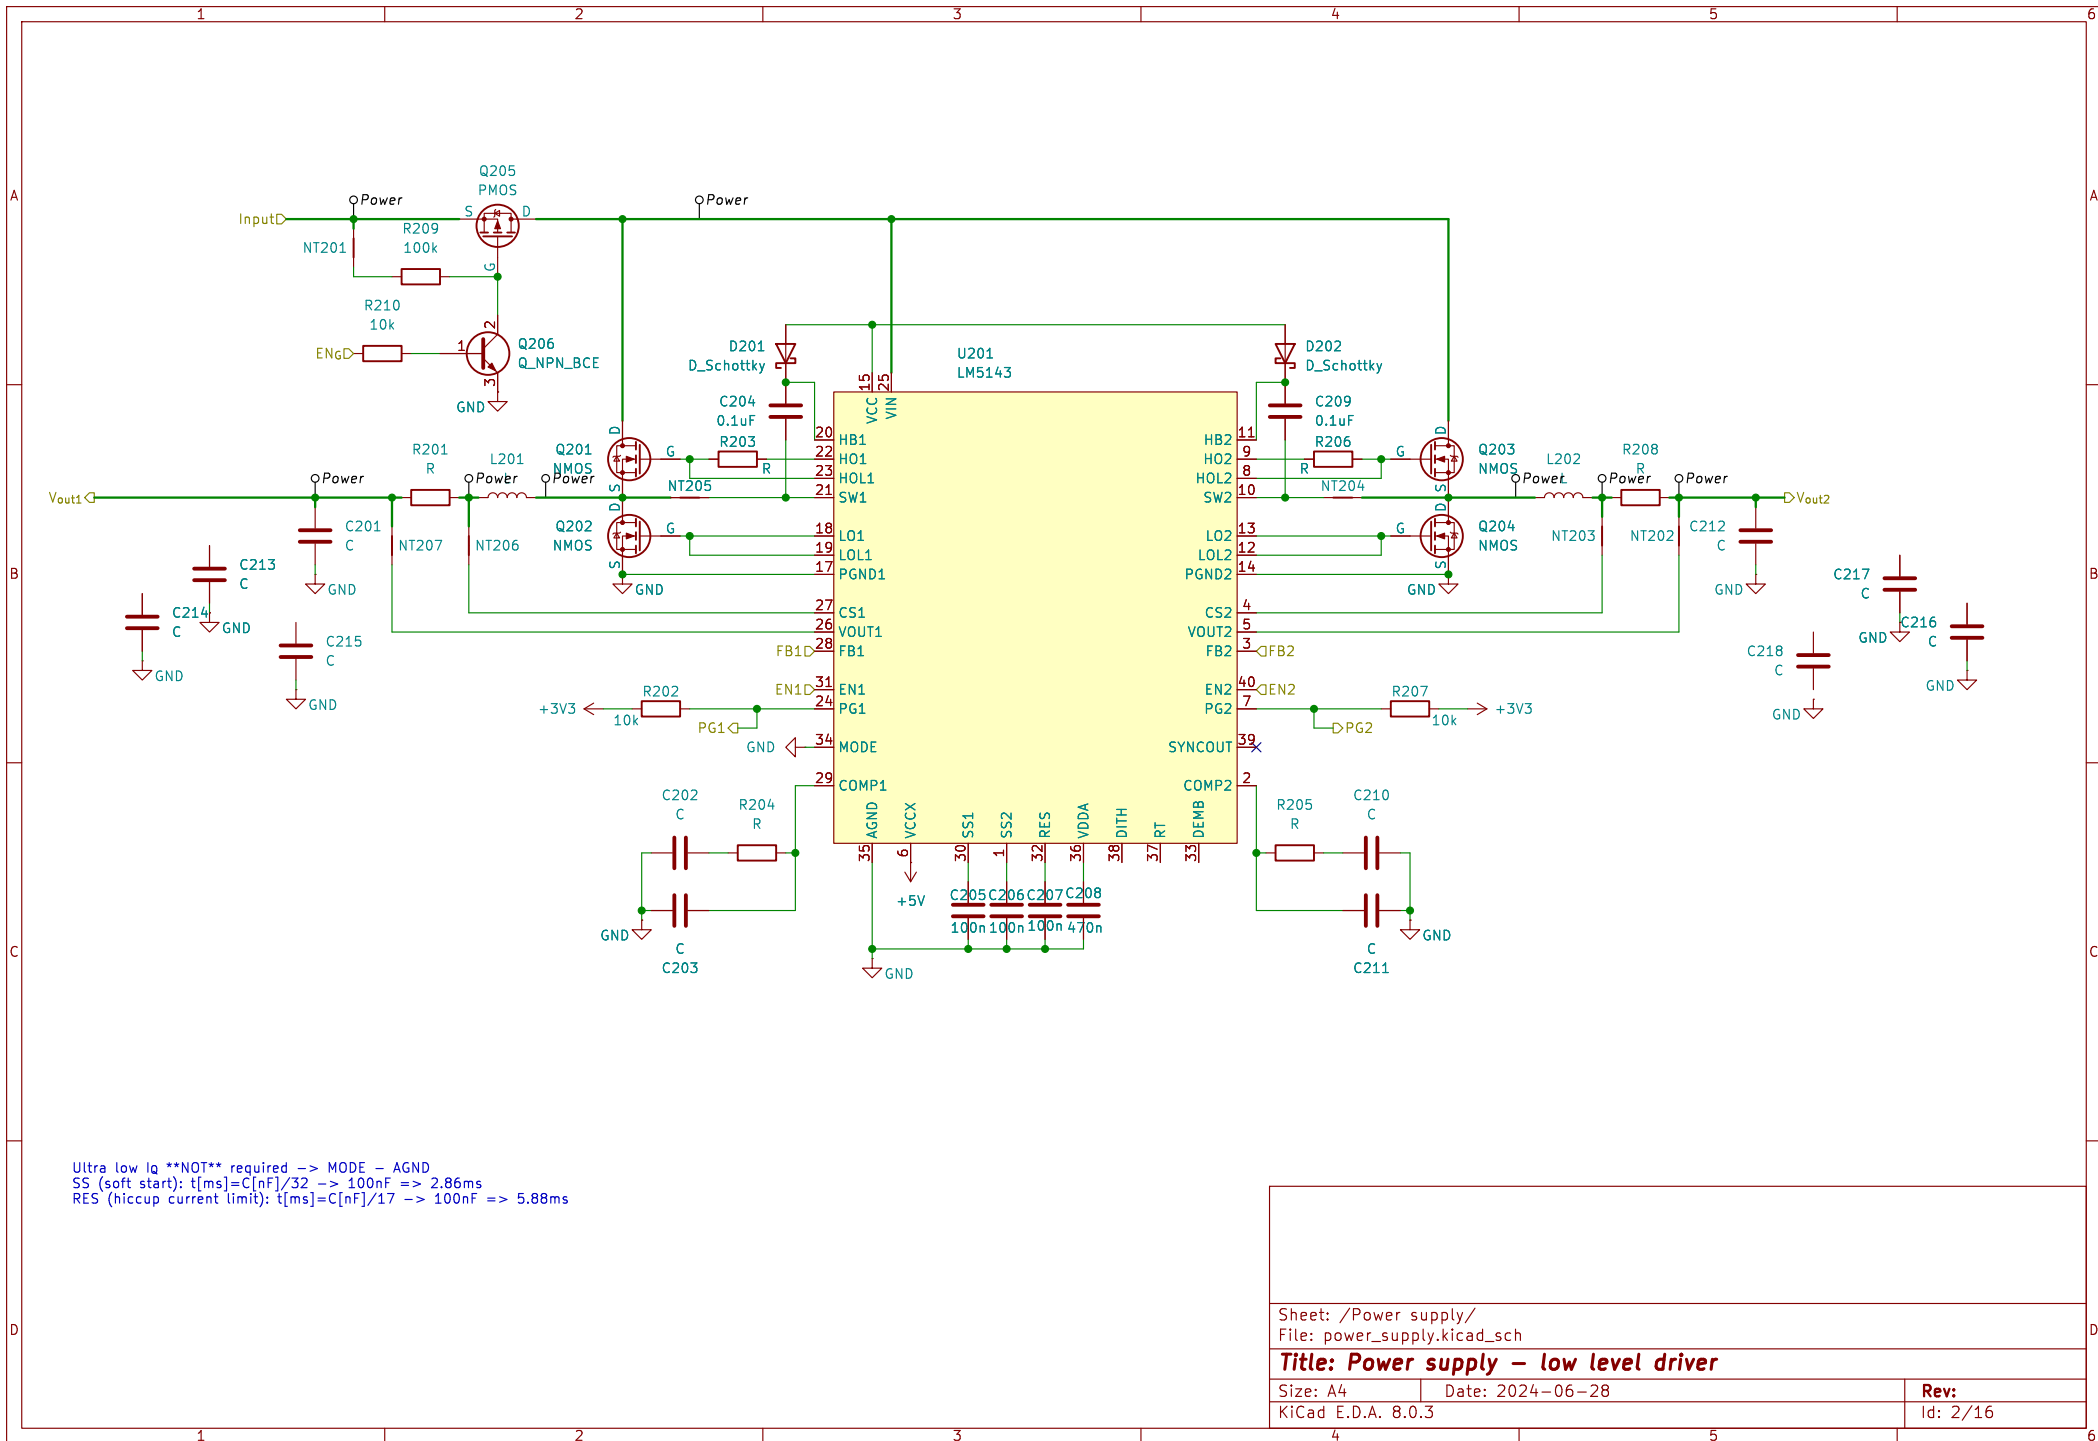 1 2 3 4 5 6
A
Q205
PMOS
Power
Power
Input
S D
R209
100k
NT201
G
R210
10k
2
EN_G
1
Q206
Q_NPN_BCE
3
GND
D201
D_Schottky
U201
LM5143
D202
D_Schottky
15 25
VCC VIN
C204
0.1uF
C209
0.1uF
20 HB1
HB2 11
R201
R
L201
Q201
NMOS
D
G
S
R203
R
22 HO1
23 HOL1
HO2 9
HOL2 8
R206
R
G
D
S
Q203
NMOS
L202
L
R208
R
Power
Power
Power
NT205
NT204
Power
Power
Power
Vout1
21 SW1
SW2 10
Vout2
C201
C
NT207
NT206
Q202
NMOS
D
G
S
18 LO1
19 LOL1
LO2 13
LOL2 12
G
D
S
Q204
NMOS
NT203
NT202
C212
C
B
C213
C
GND
GND
17 PGND1
PGND2 14
GND
GND
C217
C
C214
C
GND
27 CS1
CS2 4
26 VOUT1
VOUT2 5
GND
C216
C
C215
C
FB1 28 FB1
FB2 3 FB2
C218
C
GND
GND
EN1 31 EN1
EN2 40 EN2
GND
GND
+3V3
R202
10k
24 PG1
PG2 7
R207
10k
+3V3
PG1
PG2
GND
34 MODE
SYNCOUT 39
29 COMP1
COMP2 2
C202
C
R204
R
R205
R
C210
C
AGND VCCX SS1 SS2 RES VDDA DITH RT DEMB
35 6 30 1 32 36 38 37 33
+5V
C205
100n
C206
100n
C207
100n
C208
470n
GND
C
C203
GND
C
C211
GND
C
Ultra low Iq **NOT** required -> MODE - AGND
SS (soft start): t[ms]=C[nF]/32 -> 100nF => 2.86ms
RES (hiccup current limit): t[ms]=C[nF]/17 -> 100nF => 5.88ms
D
Sheet: /Power supply/
File: power_supply.kicad_sch
Title: Power supply - low level driver
Size: A4 Date: 2024-06-28 Rev:
KiCad E.D.A. 8.0.3 Id: 2/16
1 2 3 4 5 6